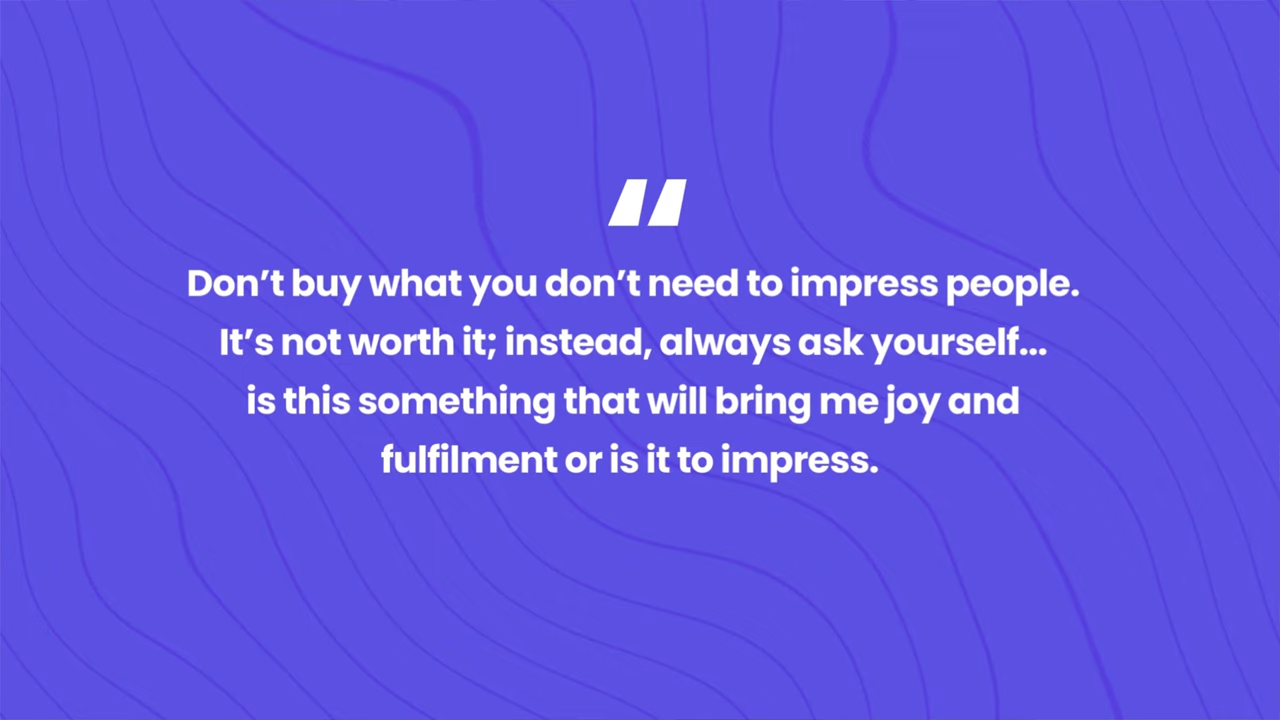 "
Don’t buy what you don’t need to impress people.
It’s not worth it; instead, always ask yourself...
is this something that will bring me joy and
fulfilment or is it to impress.